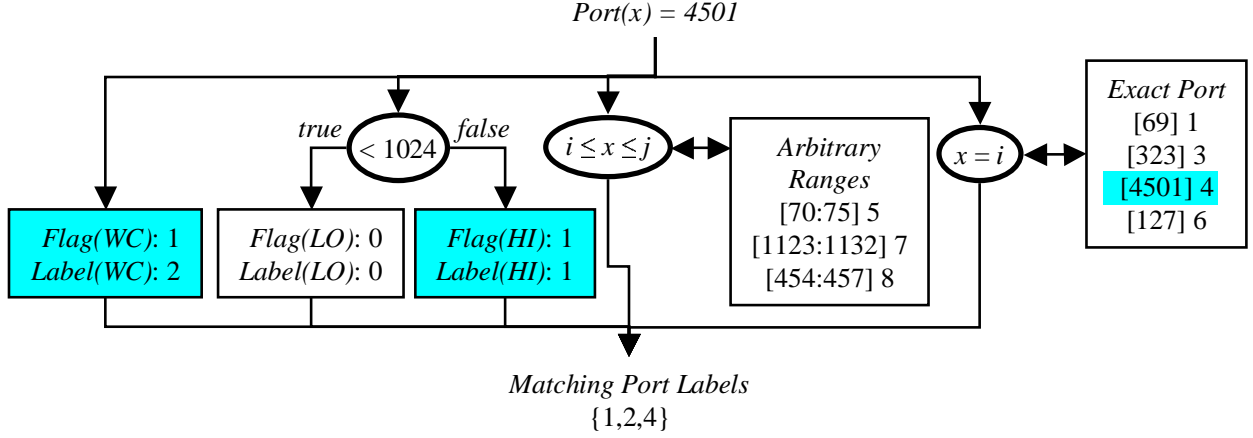 Port(x) = 4501
true
< 1024
false
i ≤ x ≤ j
Arbitrary
Ranges
[70:75] 5
[1123:1132] 7
[454:457] 8
x = i
Exact Port
[69] 1
[323] 3
[4501] 4
[127] 6
Flag(WC): 1
Label(WC): 2
Flag(LO): 0
Label(LO): 0
Flag(HI): 1
Label(HI): 1
Matching Port Labels
{1,2,4}